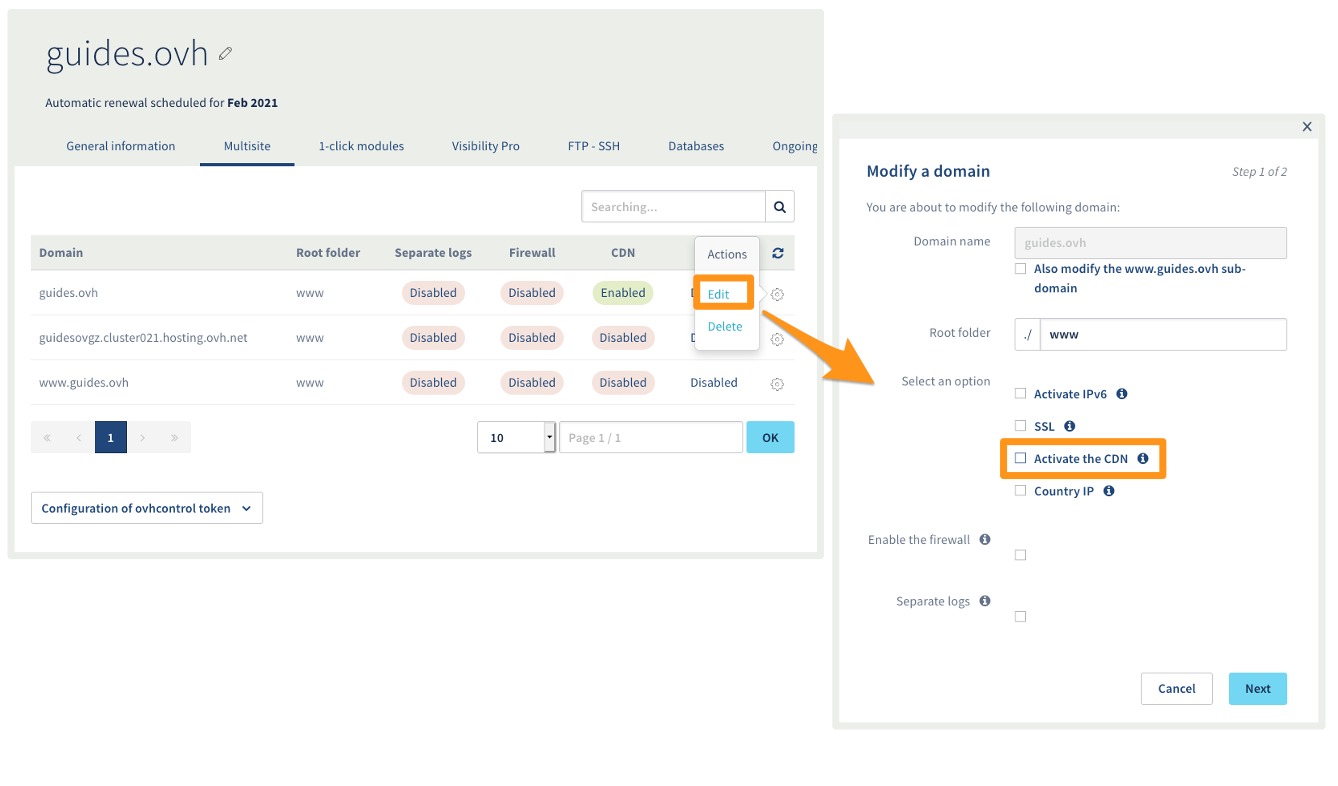 guides.ovh
Automatic renewal scheduled for Feb 2021
General information Multisite 1-click modules Visibility Pro FTP - SSH Databases Ongoing
Searching...
Domain Root folder Separate logs Firewall CDN Actions
guides.ovh www Disabled Disabled Enabled Edit
guidesovgz.cluster021.hosting.ovh.net www Disabled Disabled Disabled Delete
www.guides.ovh www Disabled Disabled Disabled Disabled
« ‹ 1 › » 10 Page 1 / 1 OK
Configuration of ovhcontrol token
Modify a domain Step 1 of 2
You are about to modify the following domain:
Domain name guides.ovh
Also modify the www.guides.ovh sub-
domain
Root folder ./ www
Select an option
Activate IPv6
SSL
Activate the CDN
Country IP
Enable the firewall
Separate logs
Cancel Next